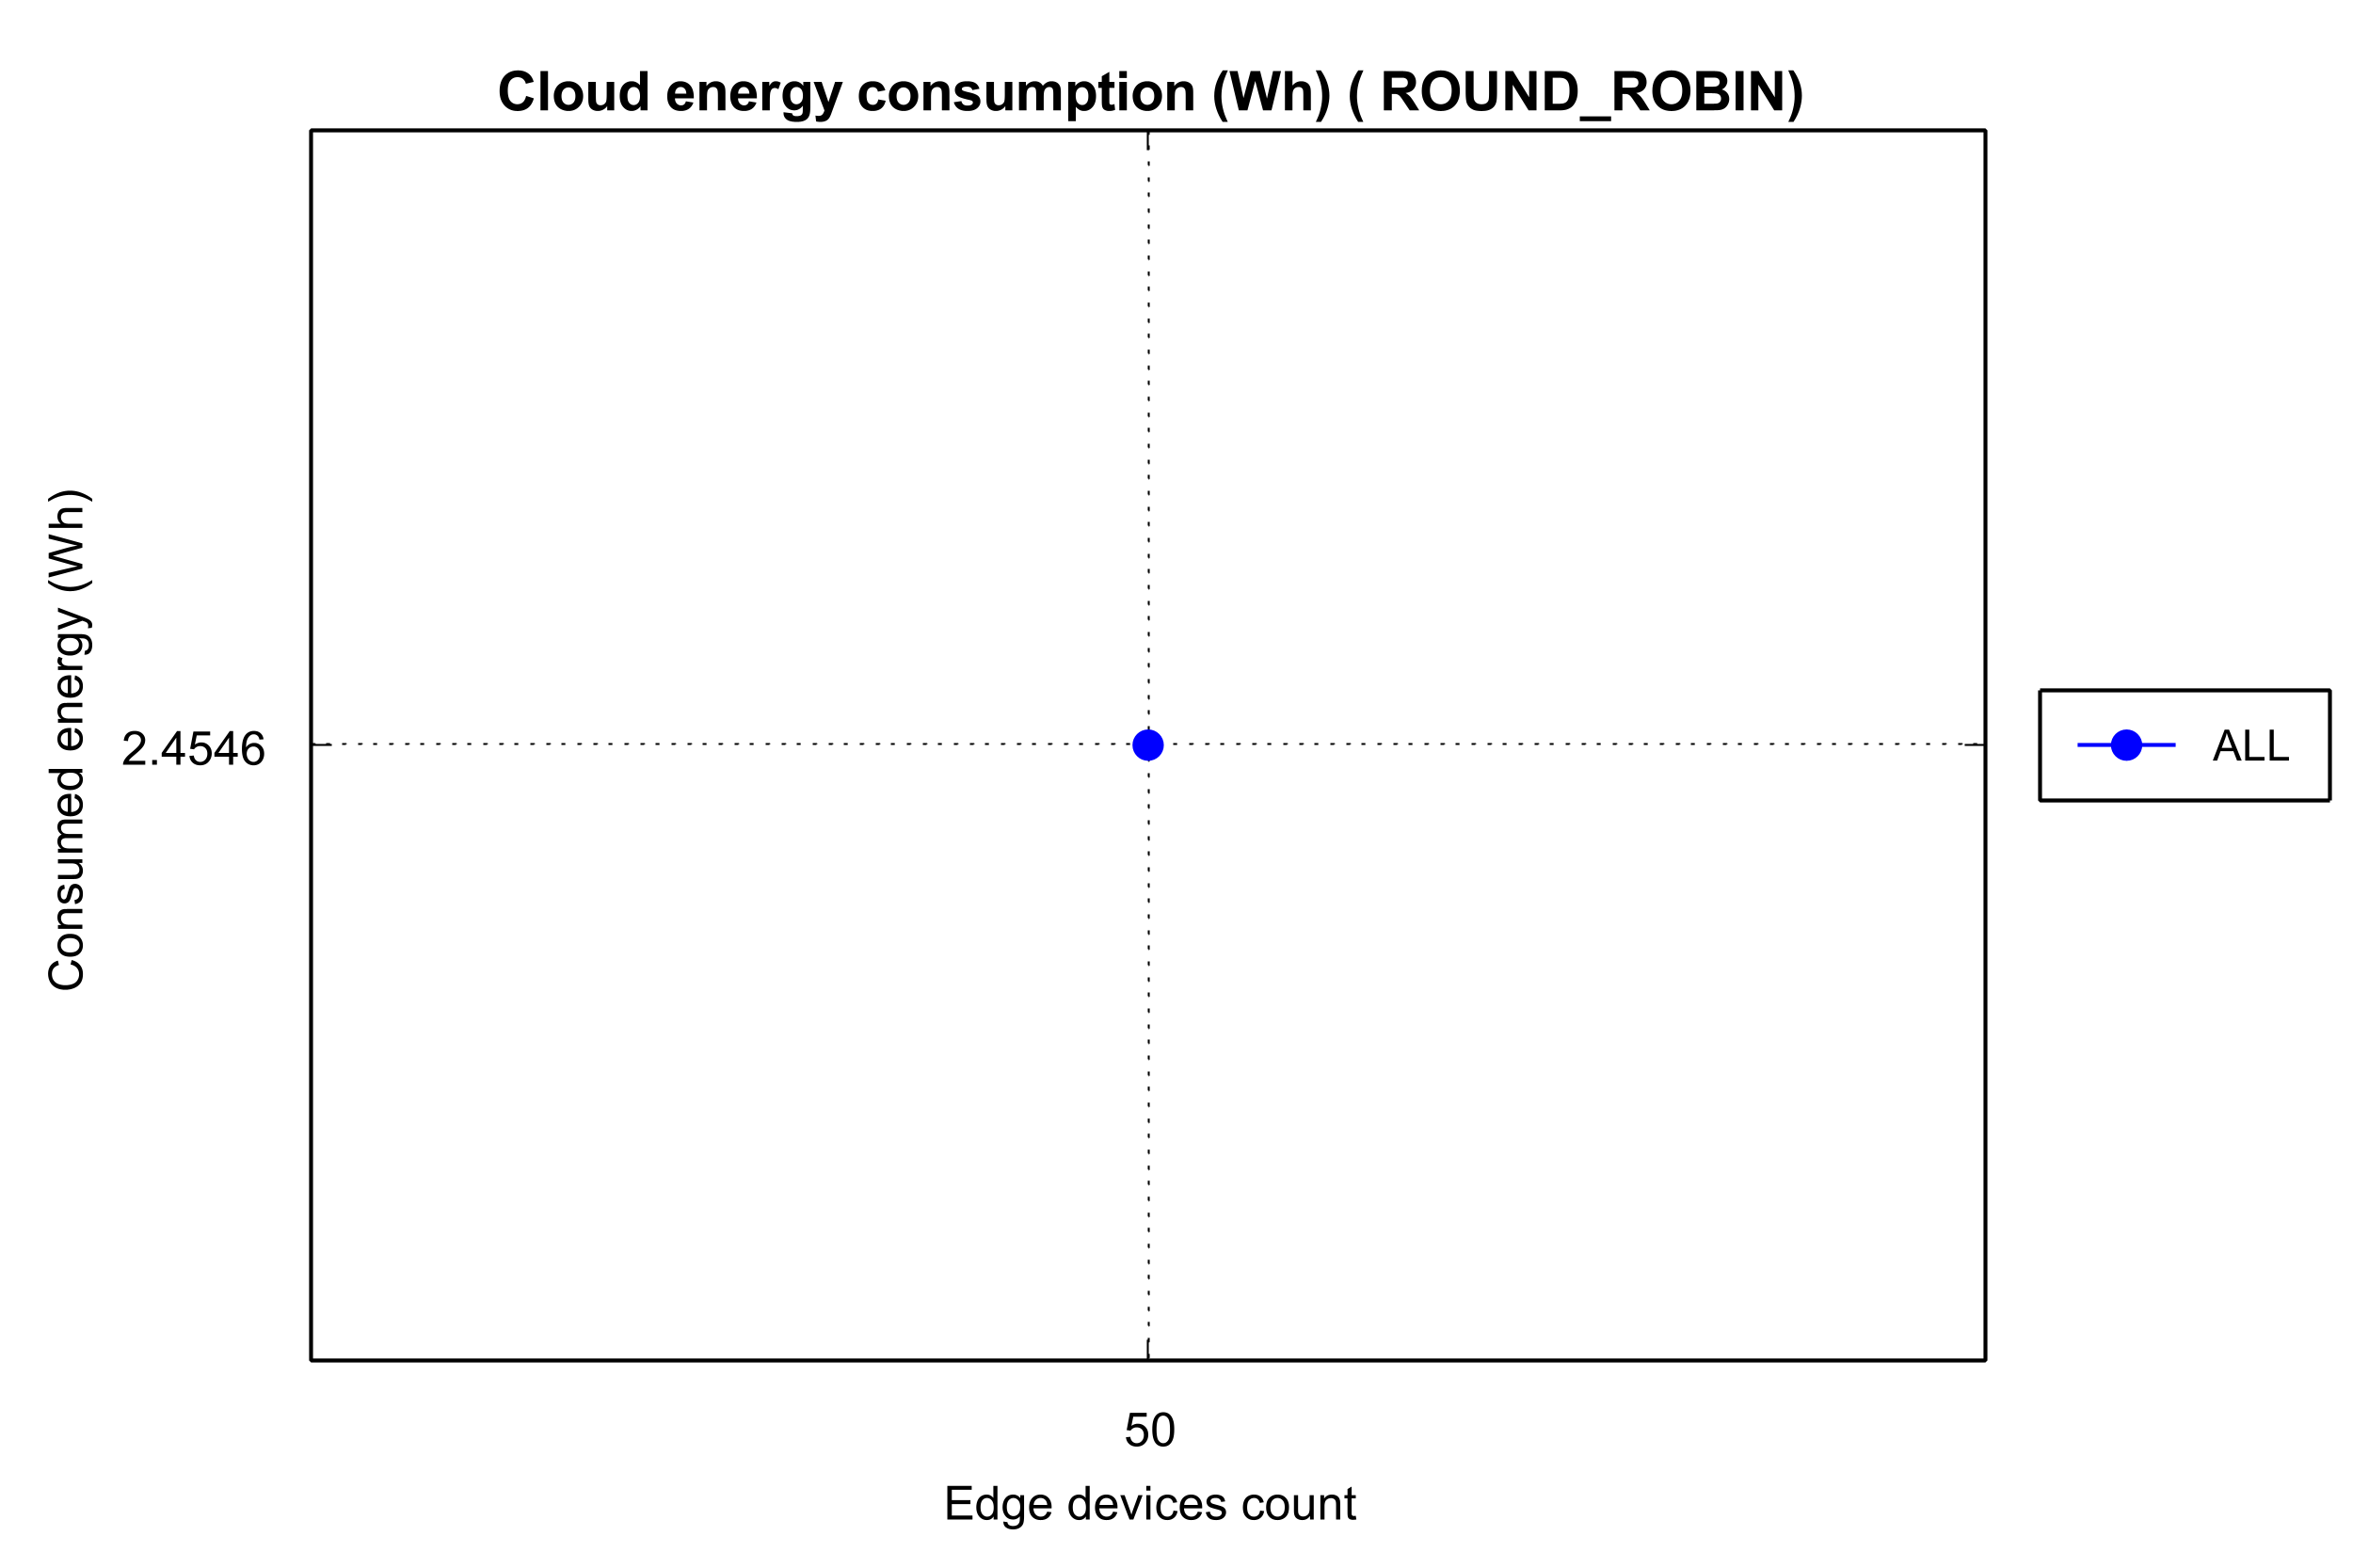 Cloud energy consumption (Wh) ( ROUND_ROBIN)
Consumed energy (Wh)
2.4546
ALL
50
Edge devices count